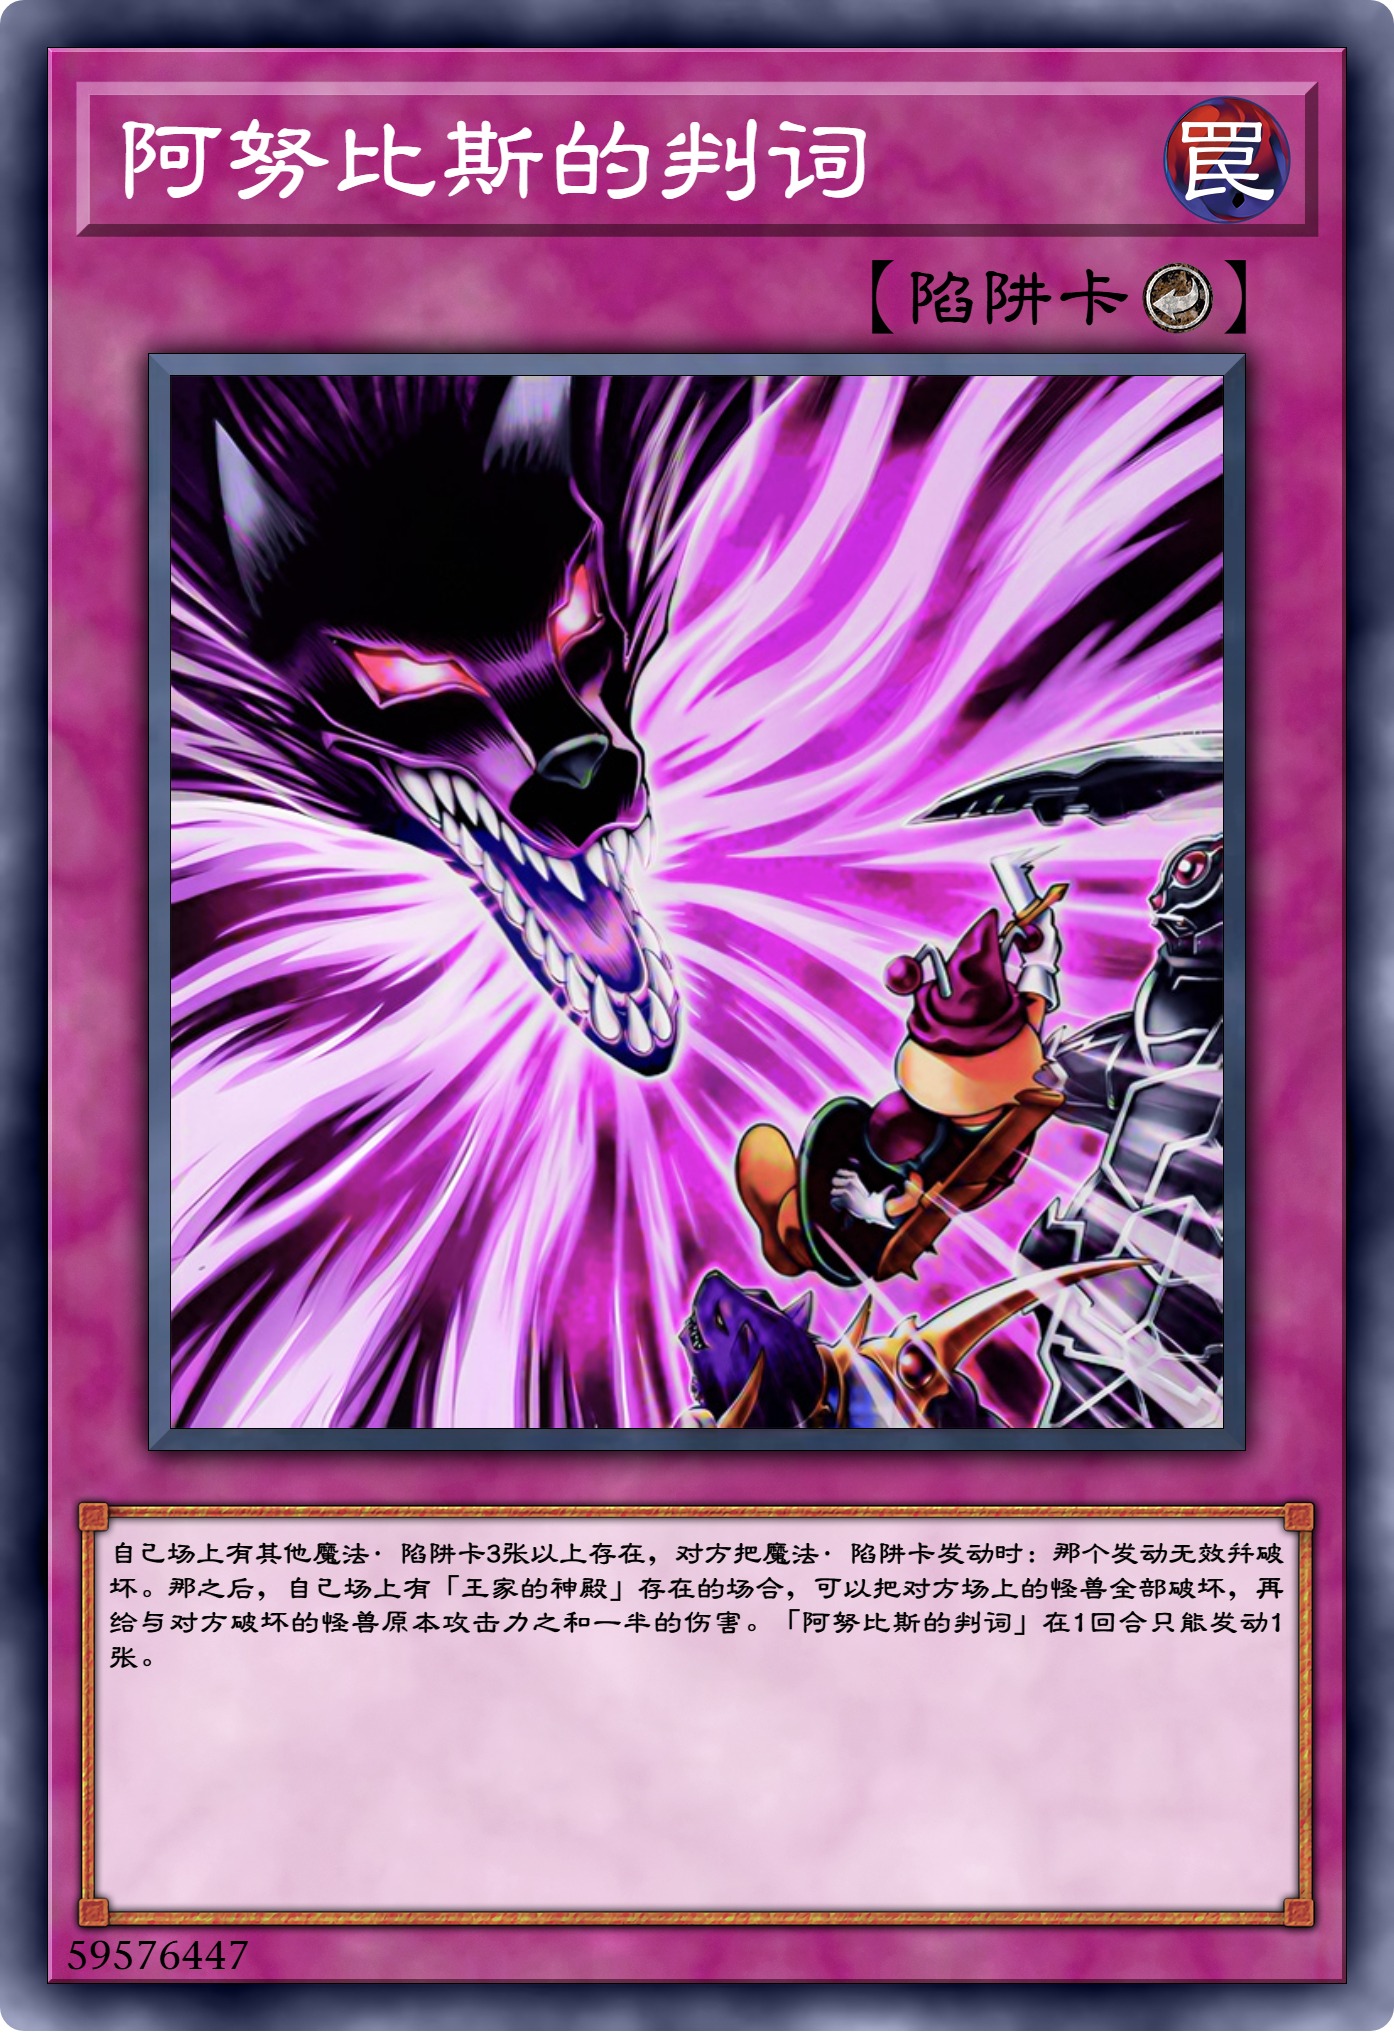 阿努比斯的判词
罠
【陷阱卡】
自己场上有其他魔法·陷阱卡3张以上存在，对方把魔法·陷阱卡发动时：那个发动无效并破
坏。那之后，自己场上有「王家的神殿」存在的场合，可以把对方场上的怪兽全部破坏，再
给与对方破坏的怪兽原本攻击力之和一半的伤害。「阿努比斯的判词」在1回合只能发动1
张。
59576447